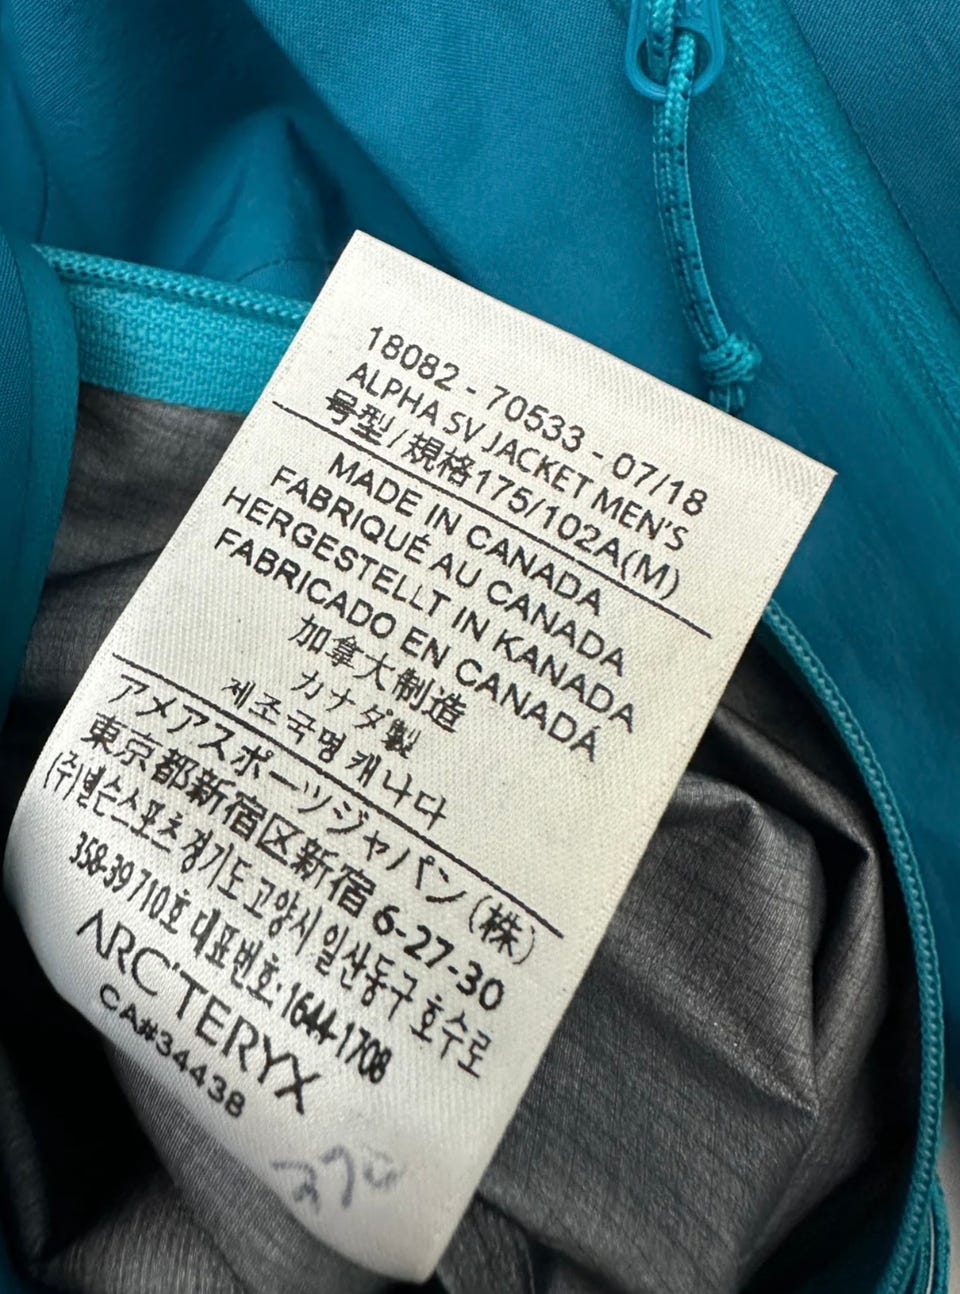 18082 - 70533 - 07/18
ALPHA SV JACKET MEN'S
号型/規格175/102A(M)
MADE IN CANADA
FABRIQUÉ AU CANADA
HERGESTELLT IN KANADA
FABRICADO EN CANADÁ
加拿大制造
カナダ製
제조국명 캐나다
アメアスポーツジャパン(株)
東京都新宿区新宿 6-27-30
(주)넬슨스포츠 경기도 고양시 일산동구 호수로
358-39 710호 대표번호: 1644-1708
ARC'TERYX
CA#34438